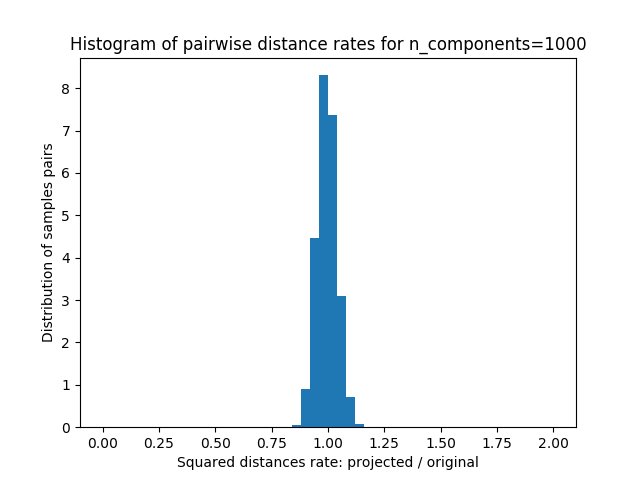 Histogram of pairwise distance rates for n_components=1000
Distribution of samples pairs
8
7
6
5
4
3
2
1
0
0.00 0.25 0.50 0.75 1.00 1.25 1.50 1.75 2.00
Squared distances rate: projected / original